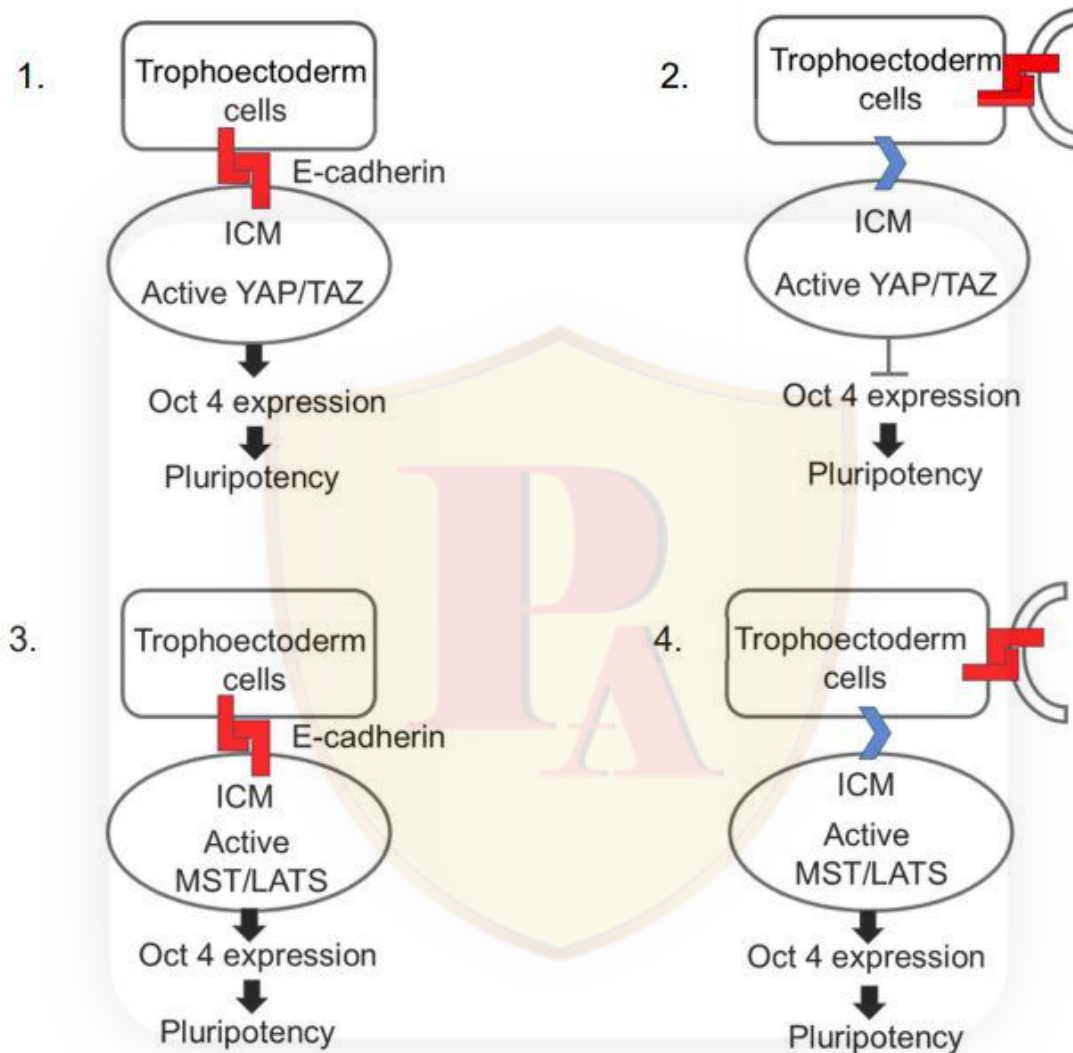 1.
Trophoectoderm
cells
E-cadherin
ICM
Active YAP/TAZ
Oct 4 expression
Pluripotency
2.
Trophoectoderm
cells
ICM
Active YAP/TAZ
Oct 4 expression
Pluripotency
3.
Trophoectoderm
cells
E-cadherin
ICM
Active
MST/LATS
Oct 4 expression
Pluripotency
4.
Trophoectoderm
cells
ICM
Active
MST/LATS
Oct 4 expression
Pluripotency
PA